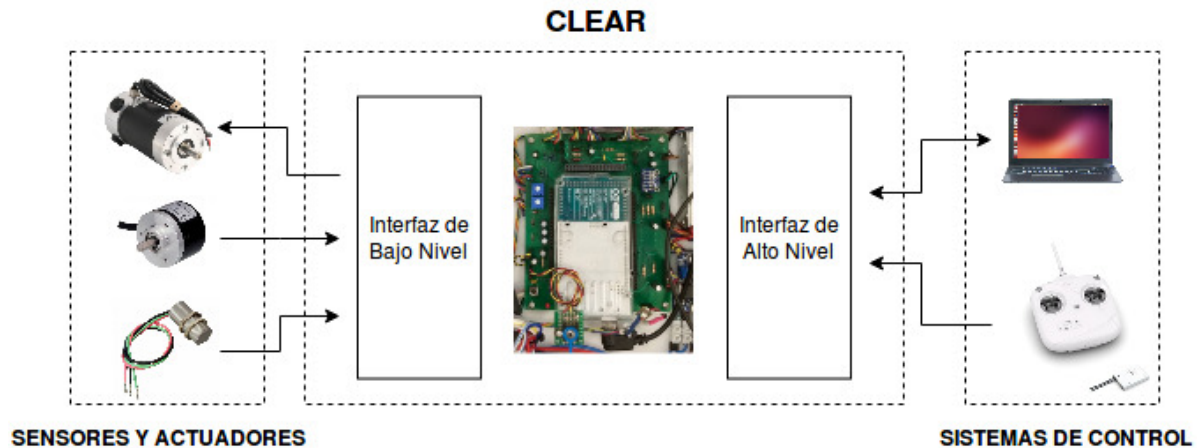 CLEAR
Interfaz de
Bajo Nivel
Interfaz de
Alto Nivel
SENSORES Y ACTUADORES
SISTEMAS DE CONTROL